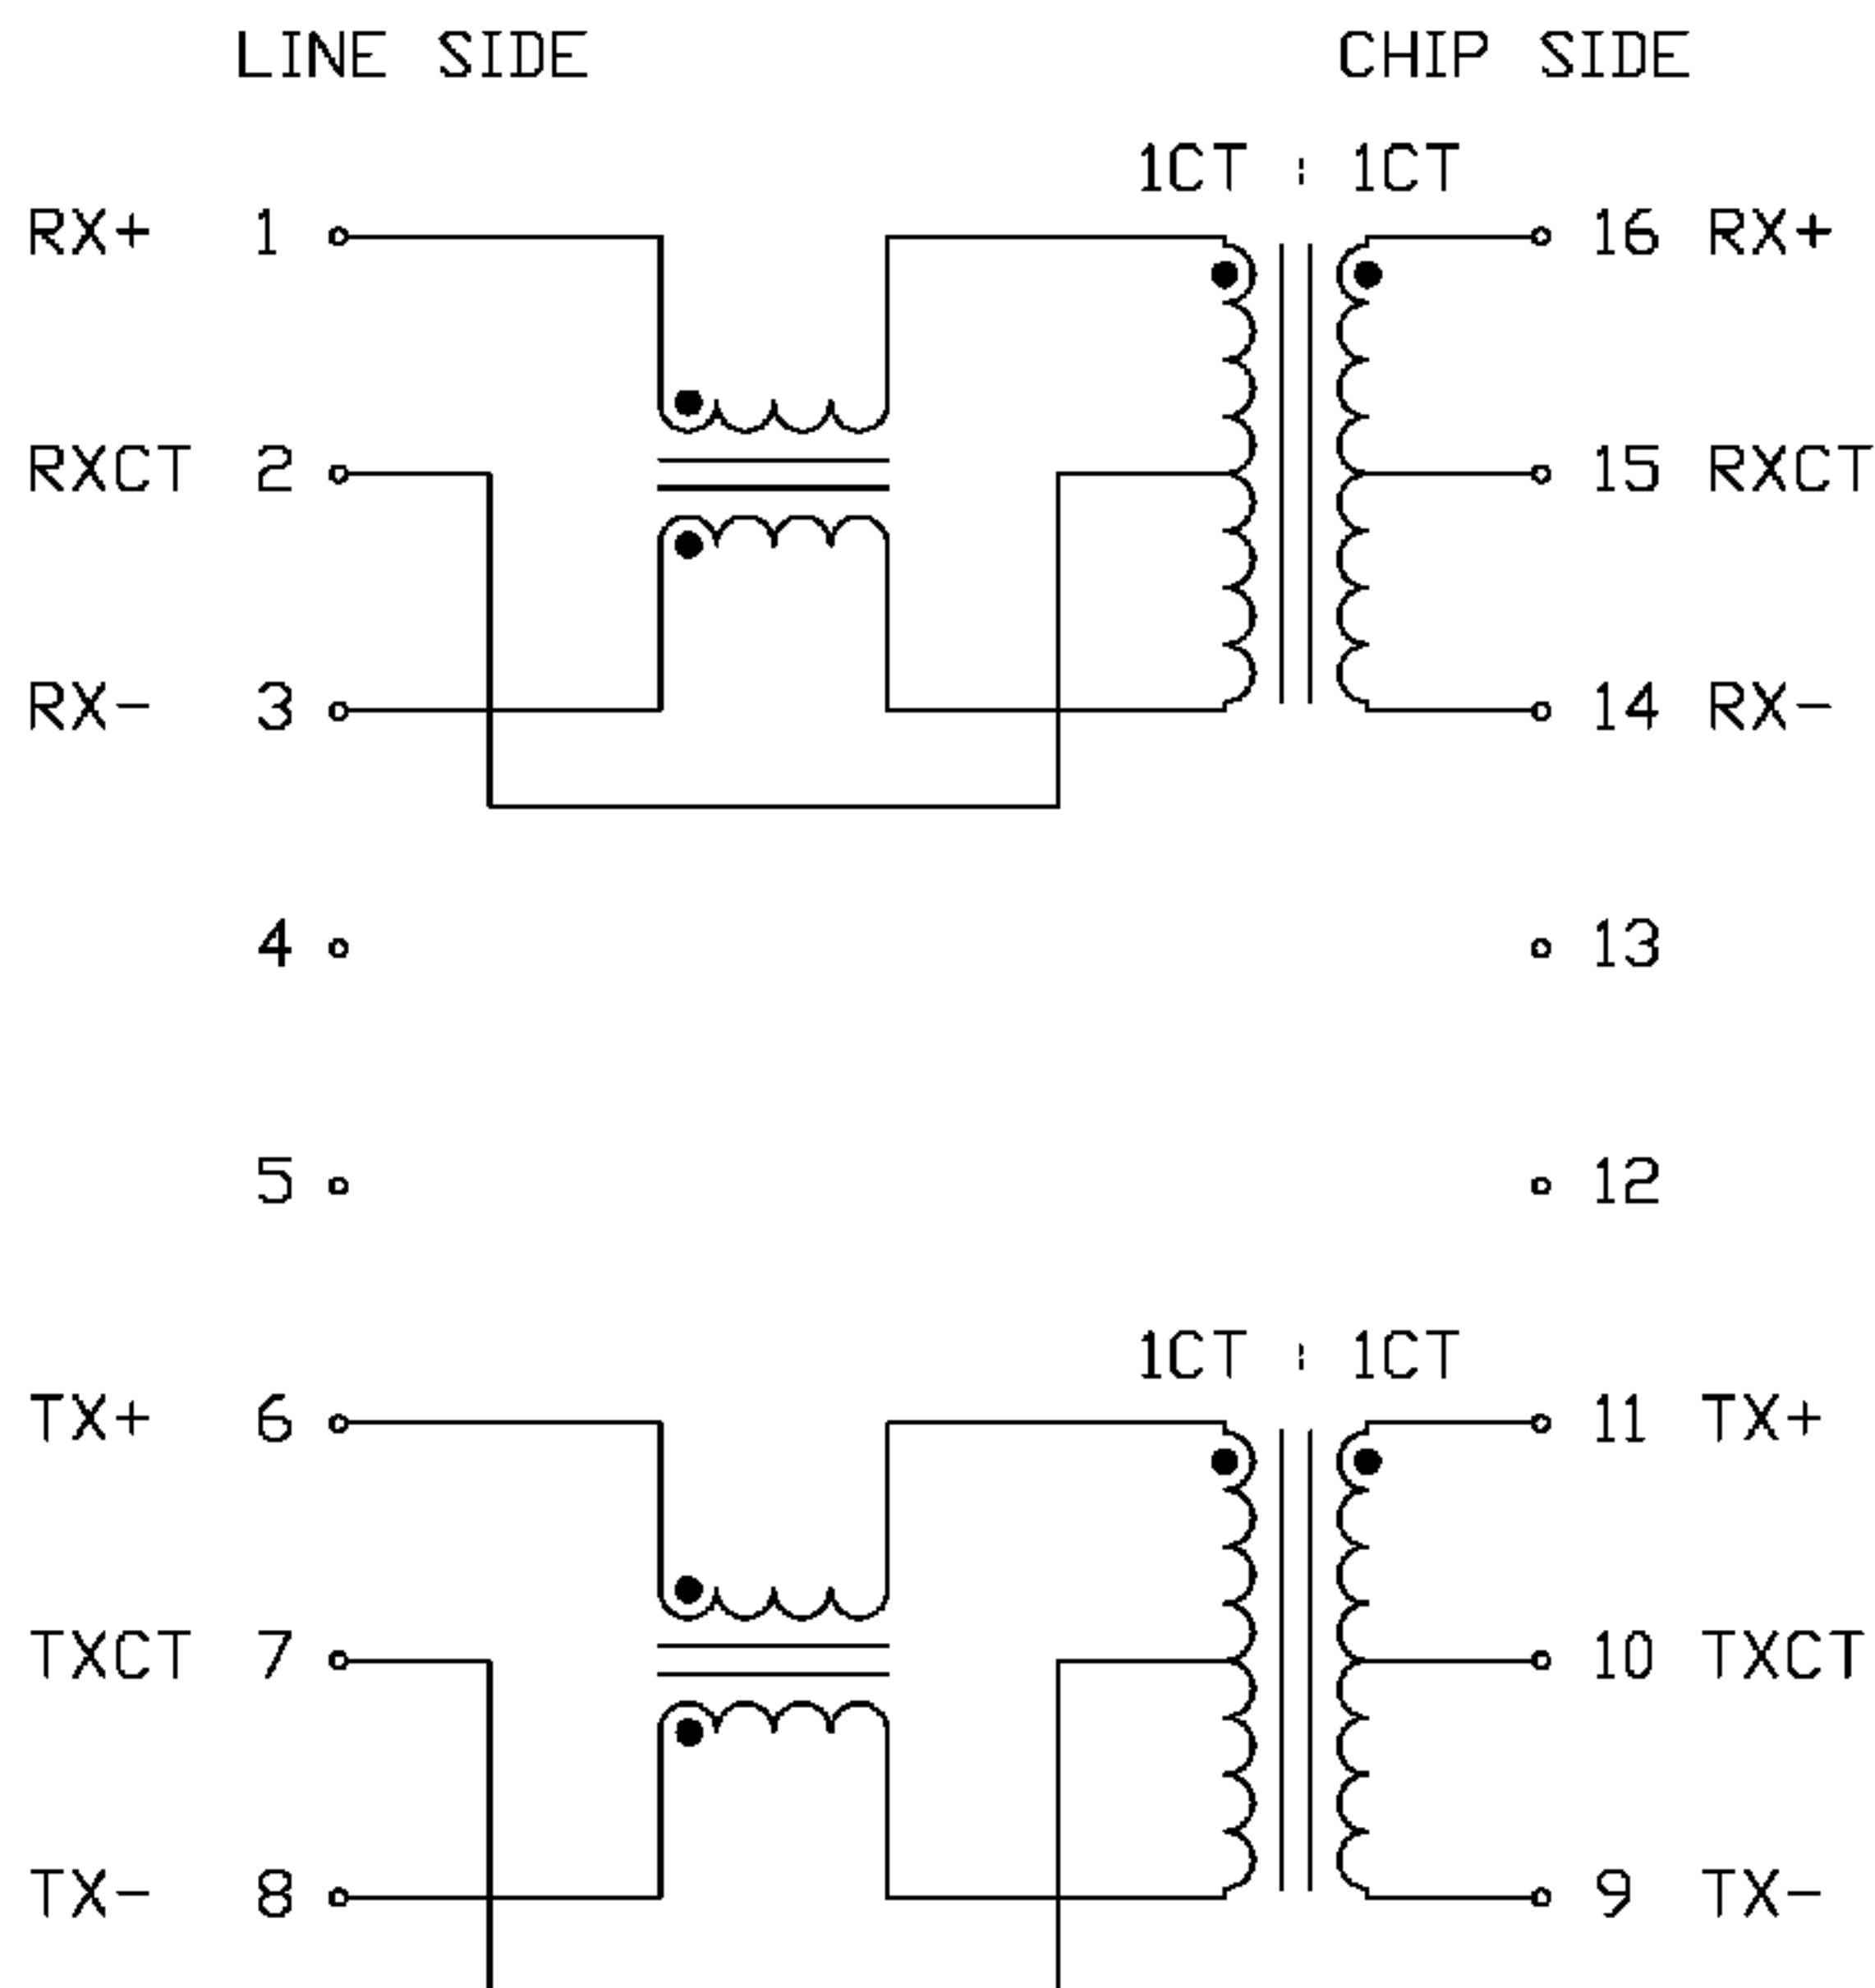 LINE SIDE CHIP SIDE
1CT : 1CT
RX+ 1 16 RX+
RXCT 2 15 RXCT
RX- 3 14 RX-
4 13
5 12
1CT : 1CT
TX+ 6 11 TX+
TXCT 7 10 TXCT
TX- 8 9 TX-